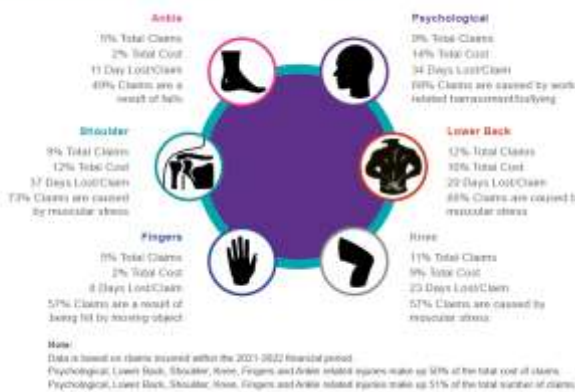 Ankle
5% Total Claims
2% Total Cost
11 Day Lost/Claim
49% Claims are a
result of falls
Psychological
9% Total Claims
14% Total Cost
34 Days Lost/Claim
Claims are caused by work
related harrassment/bullying
Shoulder
9% Total Claims
12% Total Cost
37 Days Lost/Claim
73% Claims are caused
by muscular stress
Lower Back
12% Total Claims
10% Total Cost
20 Days Lost/Claim
Claims are caused
muscular stress
Fingers
5% Total Claims
2% Total Cost
8 Days Lost/Claim
57% Claims are a result of
being hit by moving object
Knee
11% Total Claims
9% Total Cost
23 Days Lost/Claim
57% Claims are caused by
muscular stress
Note:
Data is based on claims incurred within the 2021-2022 financial period.
Psychological, Lower Back, Shoulder, Knee, Fingers and Ankle related injuries make up 50% of the total cost of claims.
Psychological, Lower Back, Shoulder, Knee, Fingers and Ankle related injuries make up 51% of the total number of claims.